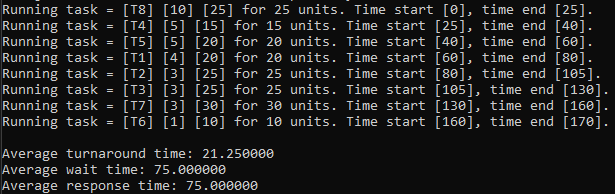 Running task = [T8] [10] [25] for 25 units. Time start [0], time end [25].
Running task = [T4] [5] [15] for 15 units. Time start [25], time end [40].
Running task = [T5] [5] [20] for 20 units. Time start [40], time end [60].
Running task = [T1] [4] [20] for 20 units. Time start [60], time end [80].
Running task = [T2] [3] [25] for 25 units. Time start [80], time end [105].
Running task = [T3] [3] [25] for 25 units. Time start [105], time end [130].
Running task = [T7] [3] [30] for 30 units. Time start [130], time end [160].
Running task = [T6] [1] [10] for 10 units. Time start [160], time end [170].
Average turnaround time: 21.250000
Average wait time: 75.000000
Average response time: 75.000000